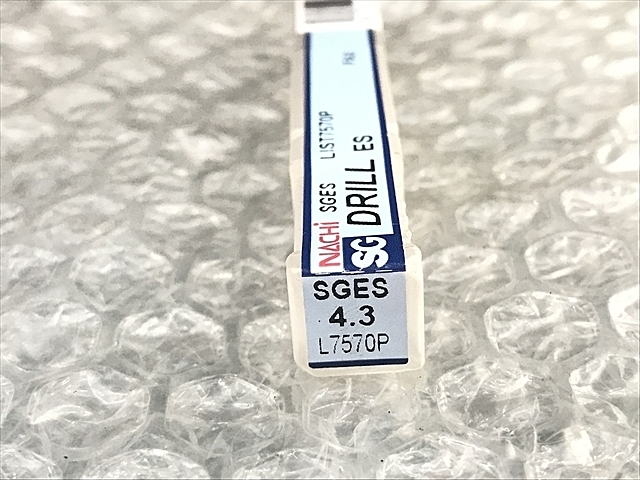 NACHi SGES LIST7570P
SG DRILL ES
SGES
4.3
L7570P